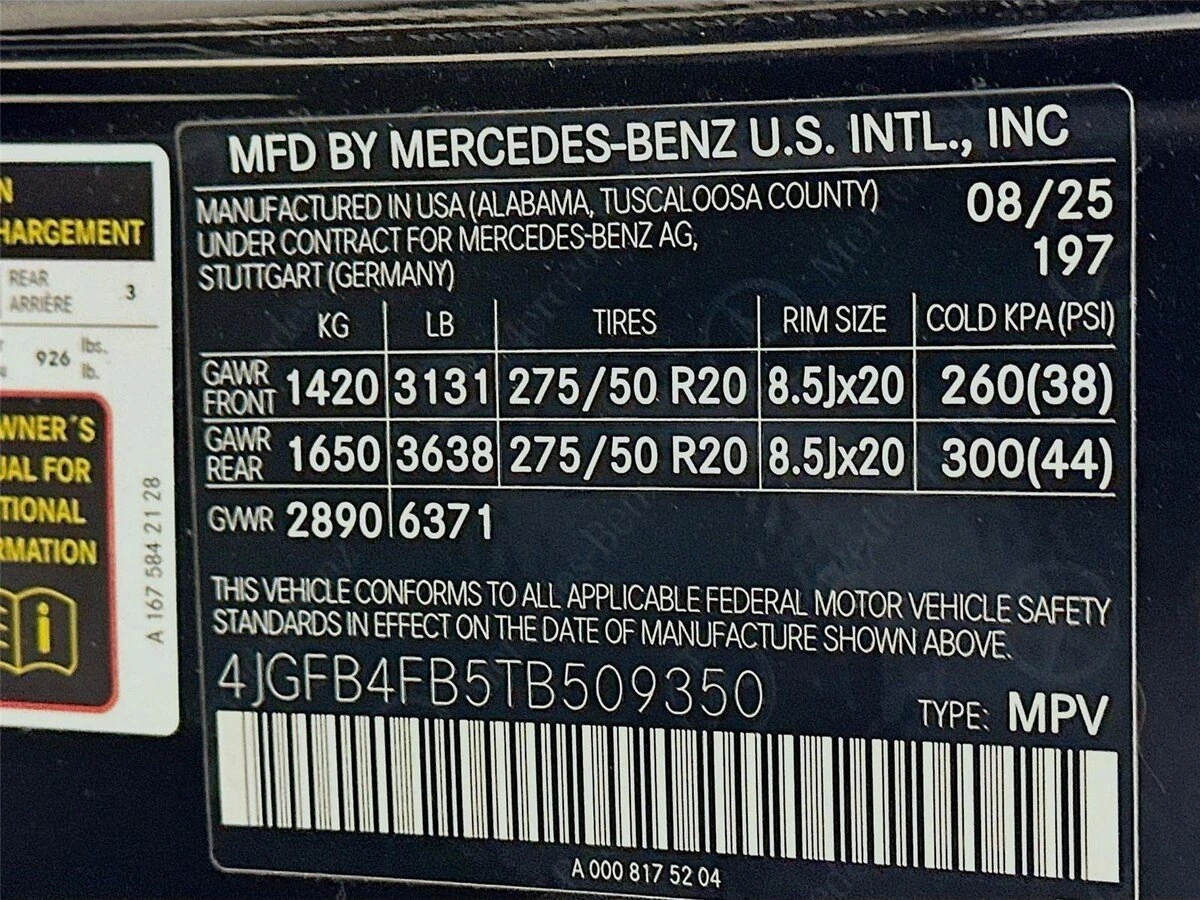 N
HARGEMENT
REAR
ARRIÈRE 3
926 lbs.
lb.
WNER´S
UAL FOR
TIONAL
RMATION
A 167 584 21 28
MFD BY MERCEDES-BENZ U.S. INTL., INC
MANUFACTURED IN USA (ALABAMA, TUSCALOOSA COUNTY) 08/25
UNDER CONTRACT FOR MERCEDES-BENZ AG, 197
STUTTGART (GERMANY)
KG LB TIRES RIM SIZE COLD KPA (PSI)
GAWR FRONT 1420 3131 275/50 R20 8.5Jx20 260(38)
GAWR REAR 1650 3638 275/50 R20 8.5Jx20 300(44)
GVWR 2890 6371
THIS VEHICLE CONFORMS TO ALL APPLICABLE FEDERAL MOTOR VEHICLE SAFETY
STANDARDS IN EFFECT ON THE DATE OF MANUFACTURE SHOWN ABOVE.
4JGFB4FB5TB509350
TYPE: MPV
A 000 817 52 04